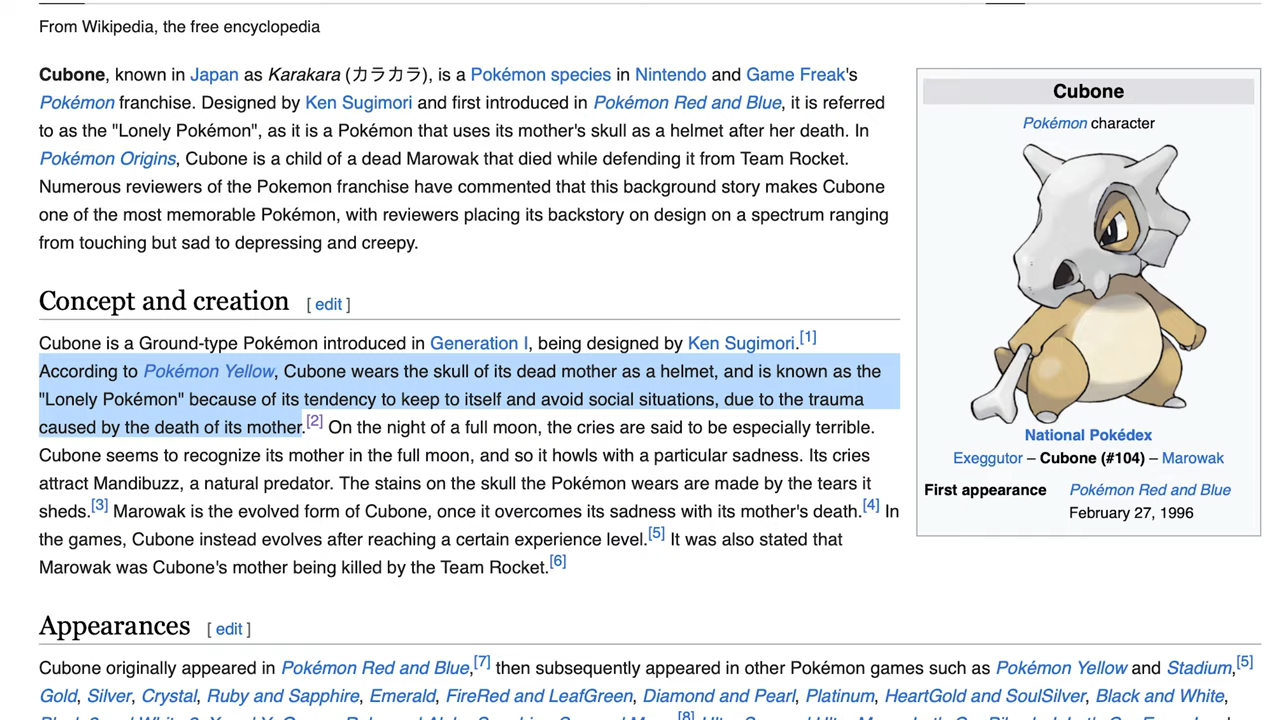 From Wikipedia, the free encyclopedia
Cubone, known in Japan as Karakara (カラカラ), is a Pokémon species in Nintendo and Game Freak's
Pokémon franchise. Designed by Ken Sugimori and first introduced in Pokémon Red and Blue, it is referred
to as the "Lonely Pokémon", as it is a Pokémon that uses its mother's skull as a helmet after her death. In
Pokémon Origins, Cubone is a child of a dead Marowak that died while defending it from Team Rocket.
Numerous reviewers of the Pokemon franchise have commented that this background story makes Cubone
one of the most memorable Pokémon, with reviewers placing its backstory on design on a spectrum ranging
from touching but sad to depressing and creepy.
Concept and creation [ edit ]
Cubone is a Ground-type Pokémon introduced in Generation I, being designed by Ken Sugimori.[1]
According to Pokémon Yellow, Cubone wears the skull of its dead mother as a helmet, and is known as the
"Lonely Pokémon" because of its tendency to keep to itself and avoid social situations, due to the trauma
caused by the death of its mother.[2] On the night of a full moon, the cries are said to be especially terrible.
Cubone seems to recognize its mother in the full moon, and so it howls with a particular sadness. Its cries
attract Mandibuzz, a natural predator. The stains on the skull the Pokémon wears are made by the tears it
sheds.[3] Marowak is the evolved form of Cubone, once it overcomes its sadness with its mother's death.[4] In
the games, Cubone instead evolves after reaching a certain experience level.[5] It was also stated that
Marowak was Cubone's mother being killed by the Team Rocket.[6]
Cubone
Pokémon character
National Pokédex
Exeggutor – Cubone (#104) – Marowak
First appearance Pokémon Red and Blue
February 27, 1996
Appearances [ edit ]
Cubone originally appeared in Pokémon Red and Blue,[7] then subsequently appeared in other Pokémon games such as Pokémon Yellow and Stadium,[5]
Gold, Silver, Crystal, Ruby and Sapphire, Emerald, FireRed and LeafGreen, Diamond and Pearl, Platinum, HeartGold and SoulSilver, Black and White,
[8]